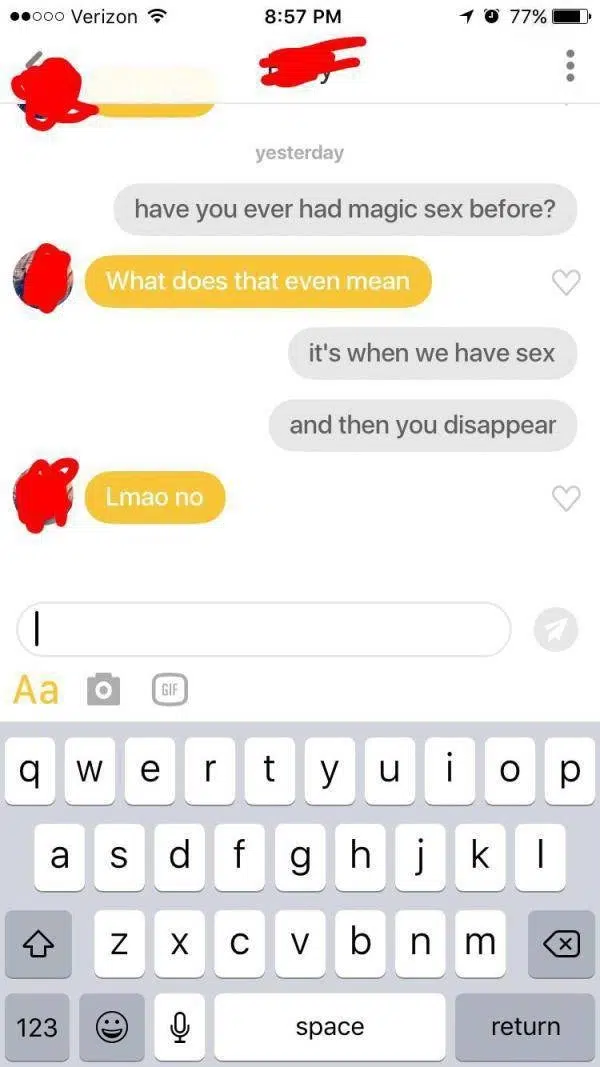 Verizon 8:57 PM 77%
yesterday
have you ever had magic sex before?
What does that even mean
it's when we have sex
and then you disappear
Lmao no
Aa GIF
q w e r t y u i o p
a s d f g h j k l
z x c v b n m
123 space return